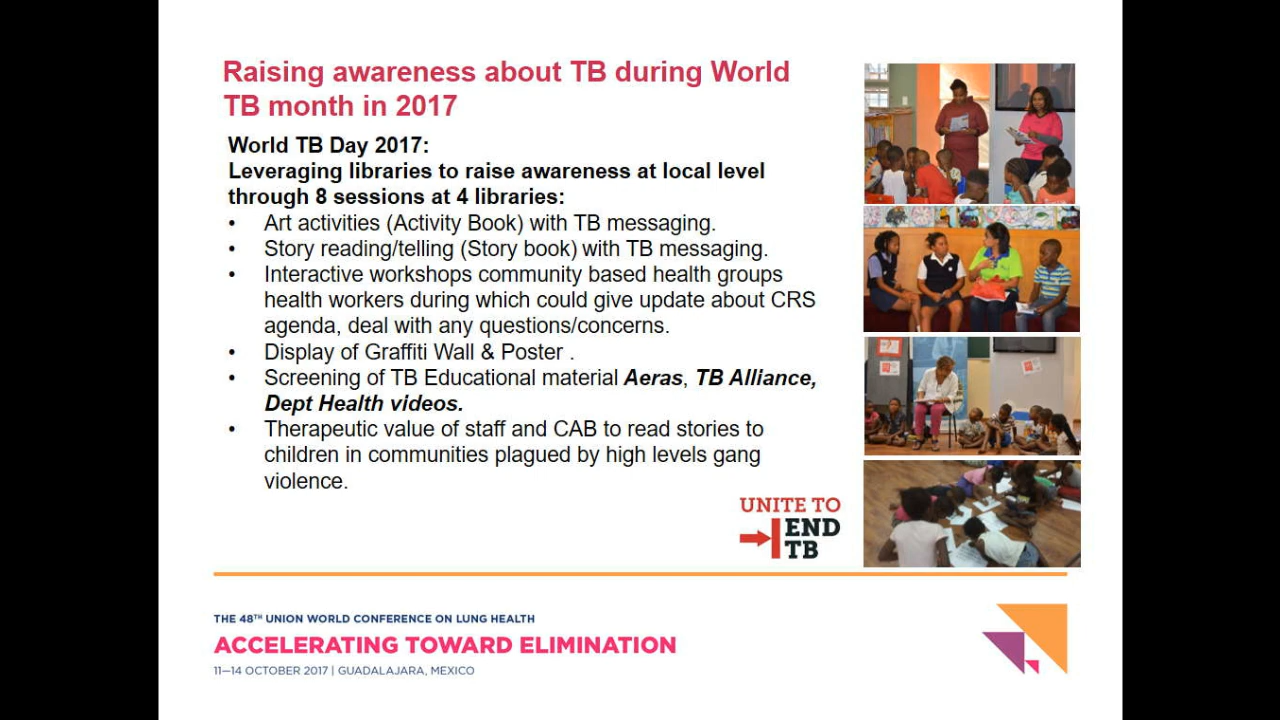 Raising awareness about TB during World
TB month in 2017
World TB Day 2017:
Leveraging libraries to raise awareness at local level
through 8 sessions at 4 libraries:
• Art activities (Activity Book) with TB messaging.
• Story reading/telling (Story book) with TB messaging.
• Interactive workshops community based health groups
health workers during which could give update about CRS
agenda, deal with any questions/concerns.
• Display of Graffiti Wall & Poster .
• Screening of TB Educational material Aeras, TB Alliance,
Dept Health videos.
• Therapeutic value of staff and CAB to read stories to
children in communities plagued by high levels gang
violence.
UNITE TO
END
TB
THE 48TH UNION WORLD CONFERENCE ON LUNG HEALTH
ACCELERATING TOWARD ELIMINATION
11–14 OCTOBER 2017 | GUADALAJARA, MEXICO